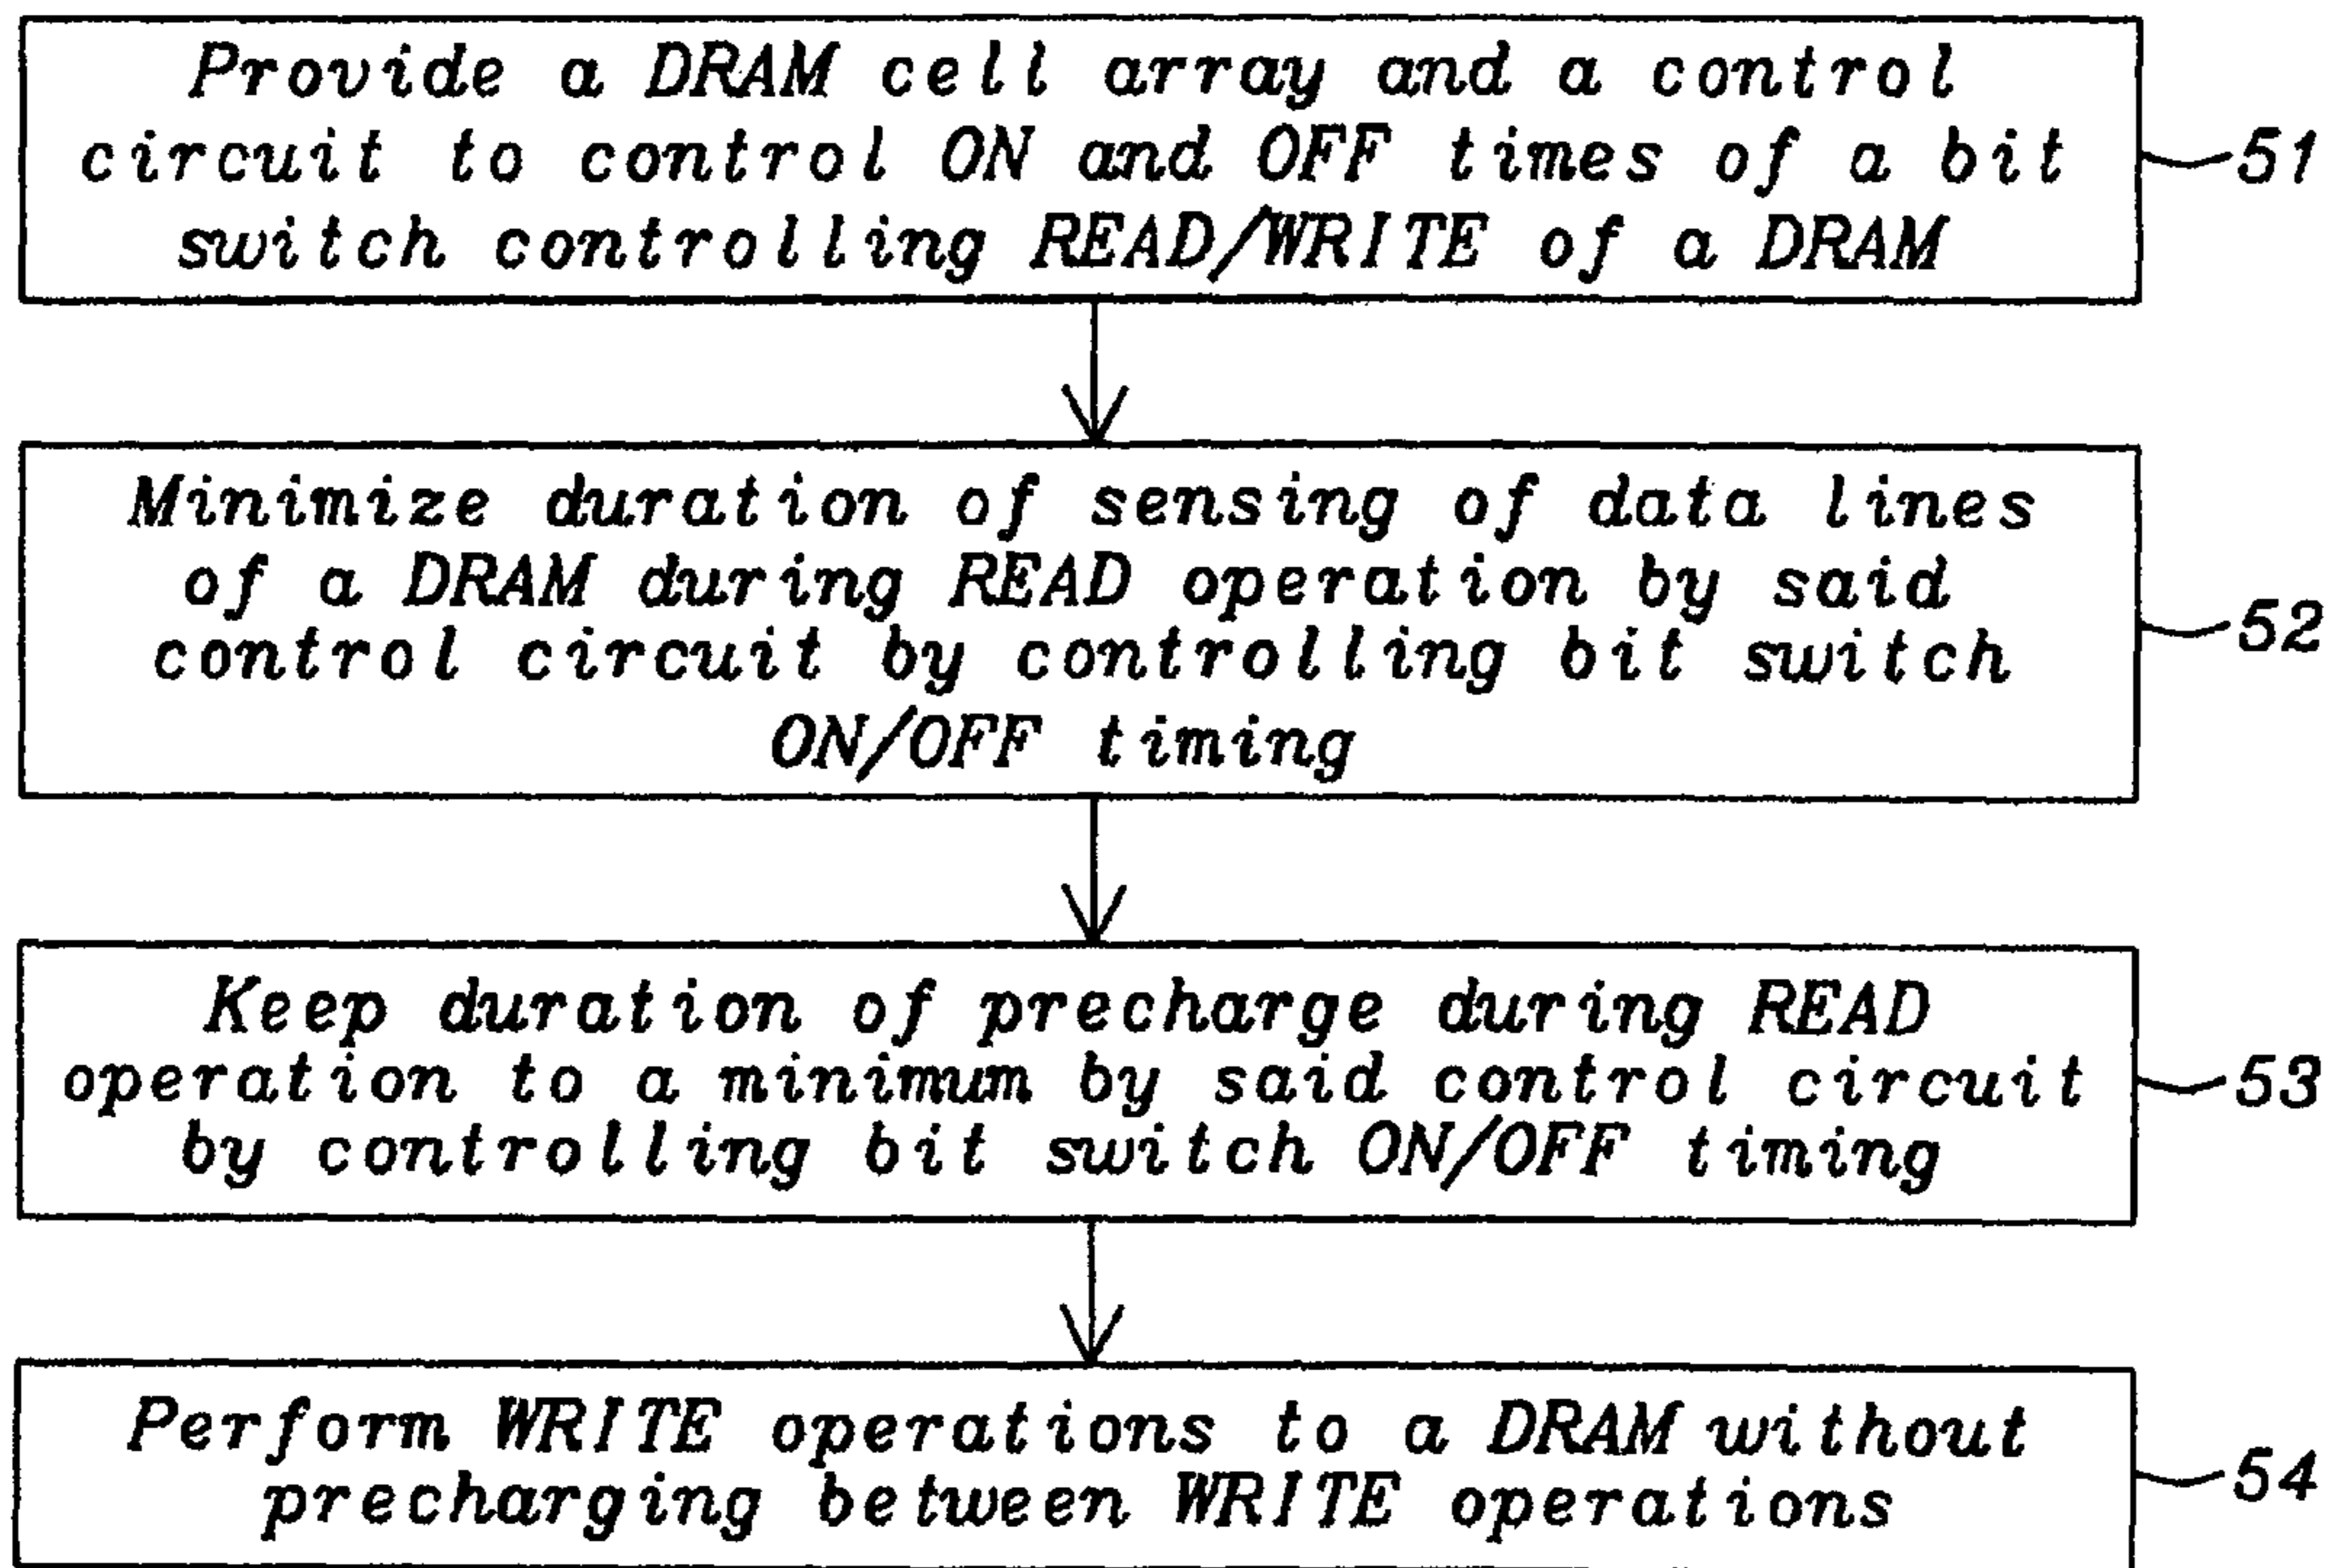 Provide a DRAM cell array and a control
circuit to control ON and OFF times of a bit
switch controlling READ/WRITE of a DRAM
51
Minimize duration of sensing of data lines
of a DRAM during READ operation by said
control circuit by controlling bit switch
ON/OFF timing
52
Keep duration of precharge during READ
operation to a minimum by said control circuit
by controlling bit switch ON/OFF timing
53
Perform WRITE operations to a DRAM without
precharging between WRITE operations
54